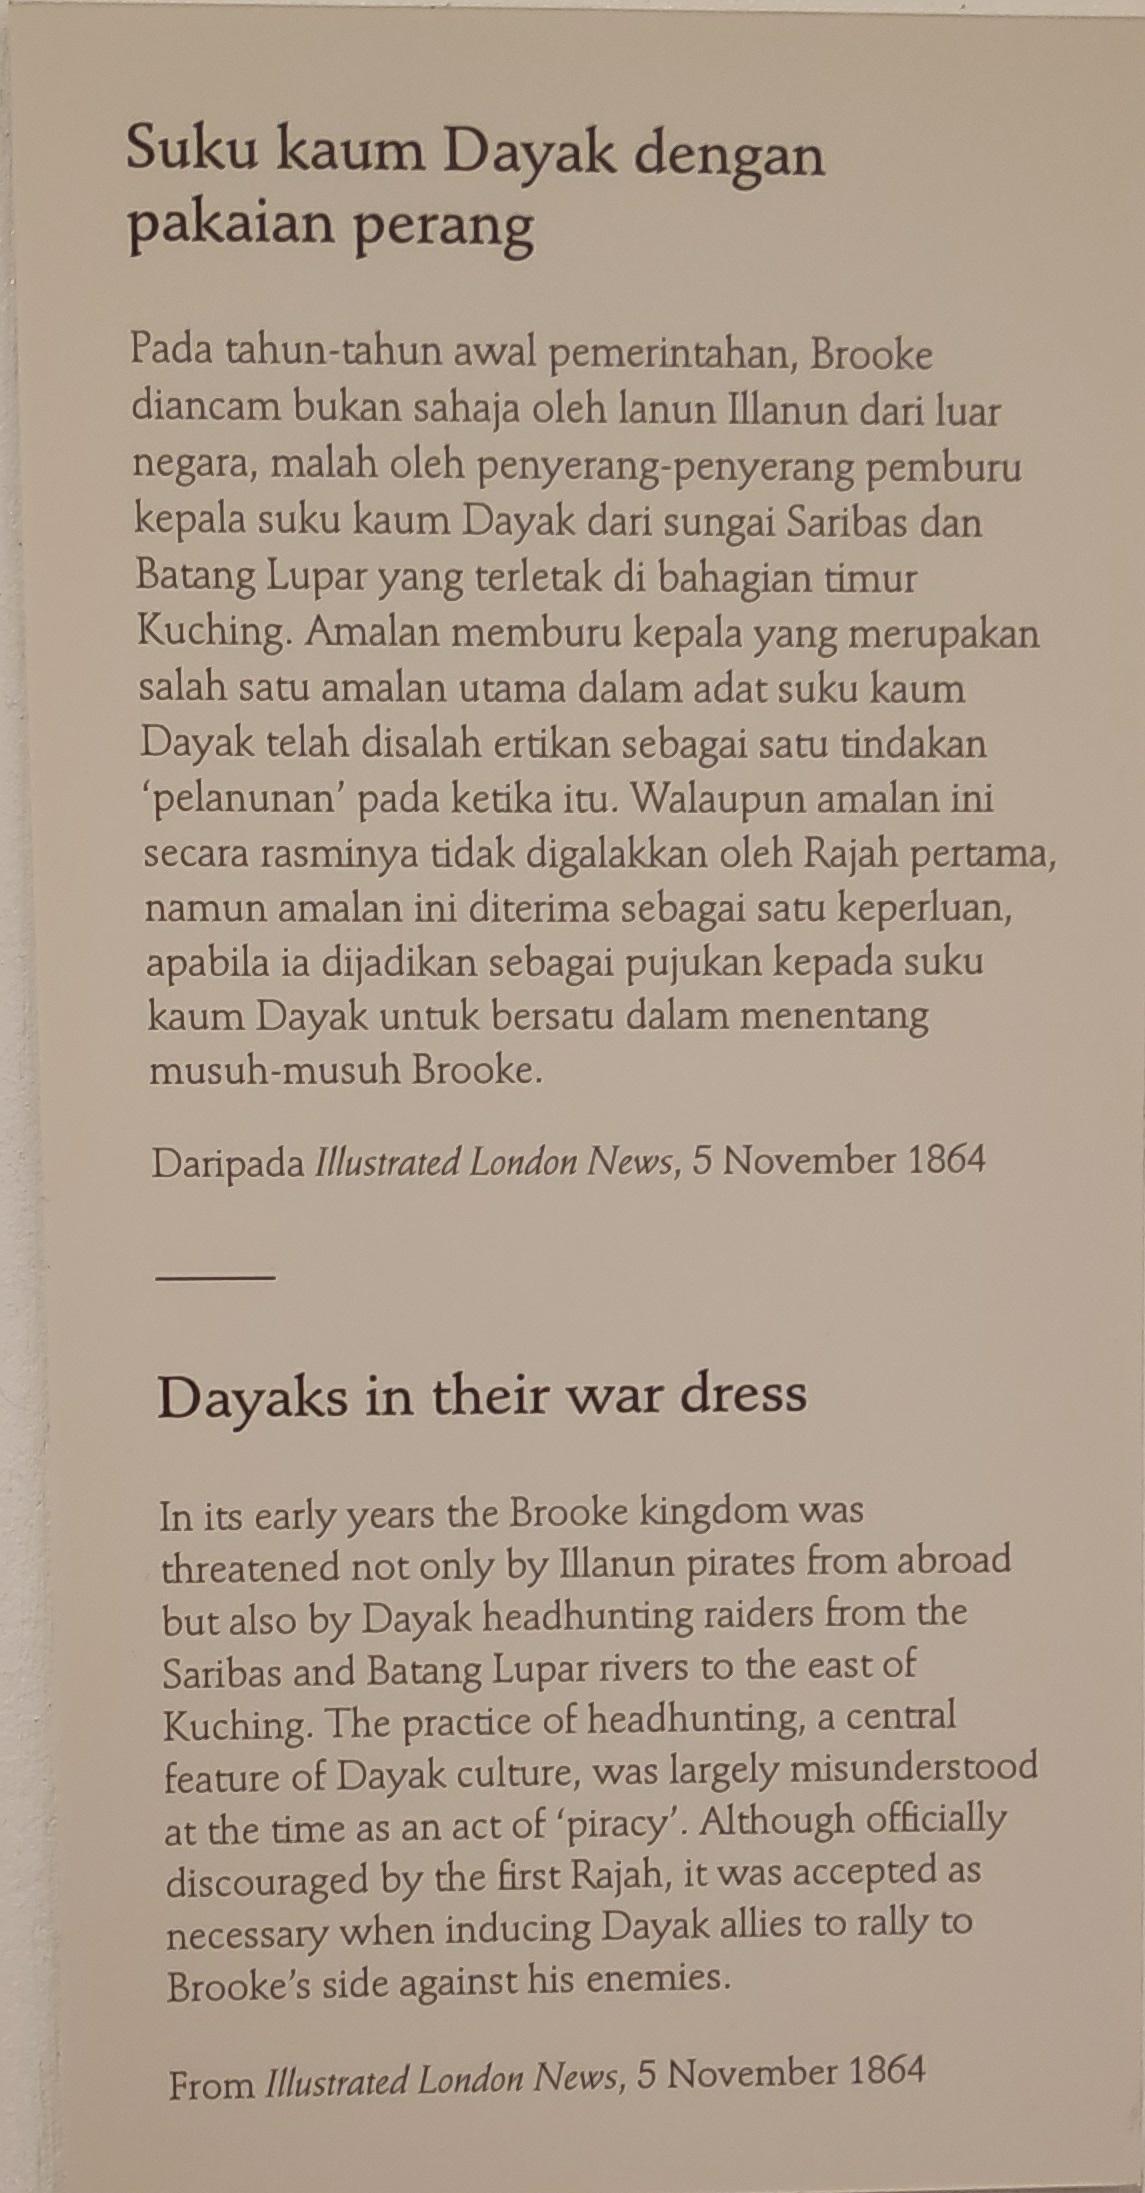 Suku kaum Dayak dengan
pakaian perang
Pada tahun-tahun awal pemerintahan, Brooke
diancam bukan sahaja oleh lanun Illanun dari luar
negara, malah oleh penyerang-penyerang pemburu
kepala suku kaum Dayak dari sungai Saribas dan
Batang Lupar yang terletak di bahagian timur
Kuching. Amalan memburu kepala yang merupakan
salah satu amalan utama dalam adat suku kaum
Dayak telah disalah ertikan sebagai satu tindakan
‘pelanunan’ pada ketika itu. Walaupun amalan ini
secara rasminya tidak digalakkan oleh Rajah pertama,
namun amalan ini diterima sebagai satu keperluan,
apabila ia dijadikan sebagai pujukan kepada suku
kaum Dayak untuk bersatu dalam menentang
musuh-musuh Brooke.
Daripada Illustrated London News, 5 November 1864
Dayaks in their war dress
In its early years the Brooke kingdom was
threatened not only by Illanun pirates from abroad
but also by Dayak headhunting raiders from the
Saribas and Batang Lupar rivers to the east of
Kuching. The practice of headhunting, a central
feature of Dayak culture, was largely misunderstood
at the time as an act of ‘piracy’. Although officially
discouraged by the first Rajah, it was accepted as
necessary when inducing Dayak allies to rally to
Brooke’s side against his enemies.
From Illustrated London News, 5 November 1864